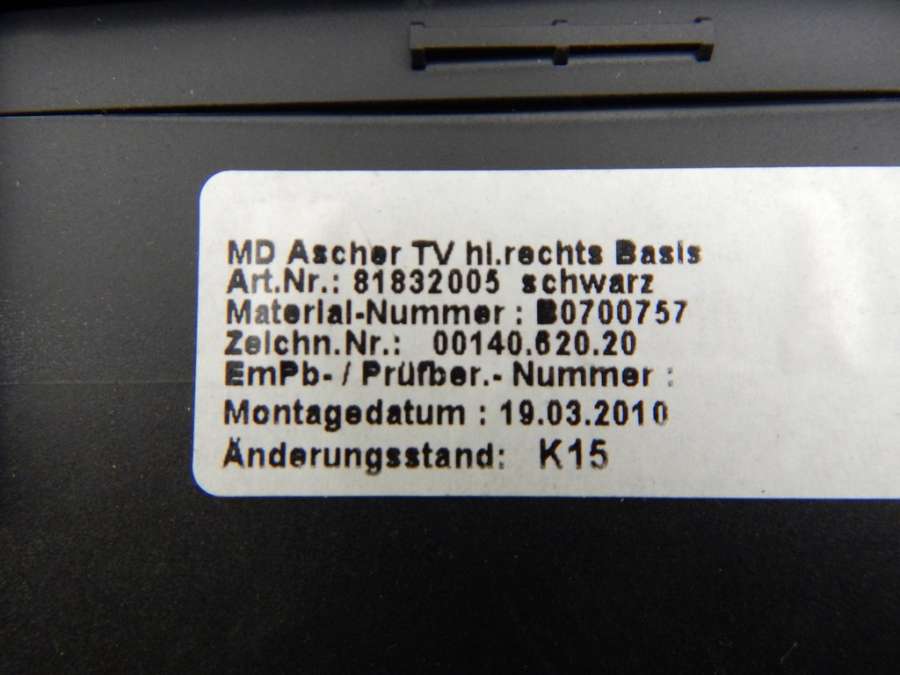 MD Ascher TV hl.rechts Basis
Art.Nr.: 81832005 schwarz
Material-Nummer : B0700757
Zeichn.Nr.: 00140.620.20
EmPb- / Prüfber.- Nummer :
Montagedatum : 19.03.2010
Änderungsstand: K15